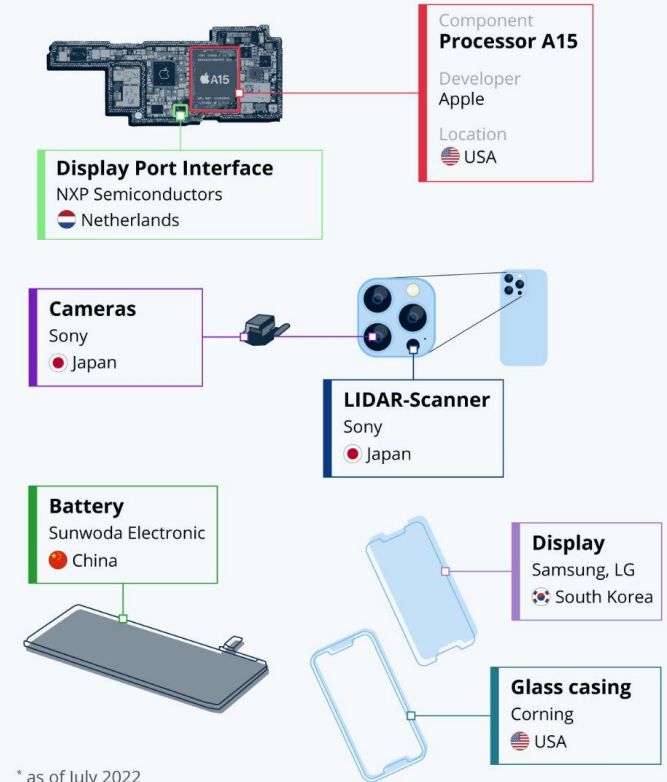 Component
Processor A15
Developer
Apple
Location
USA
A15
Display Port Interface
NXP Semiconductors
Netherlands
Cameras
Sony
Japan
LIDAR-Scanner
Sony
Japan
Battery
Sunwoda Electronic
China
Display
Samsung, LG
South Korea
Glass casing
Corning
USA
* as of July 2022